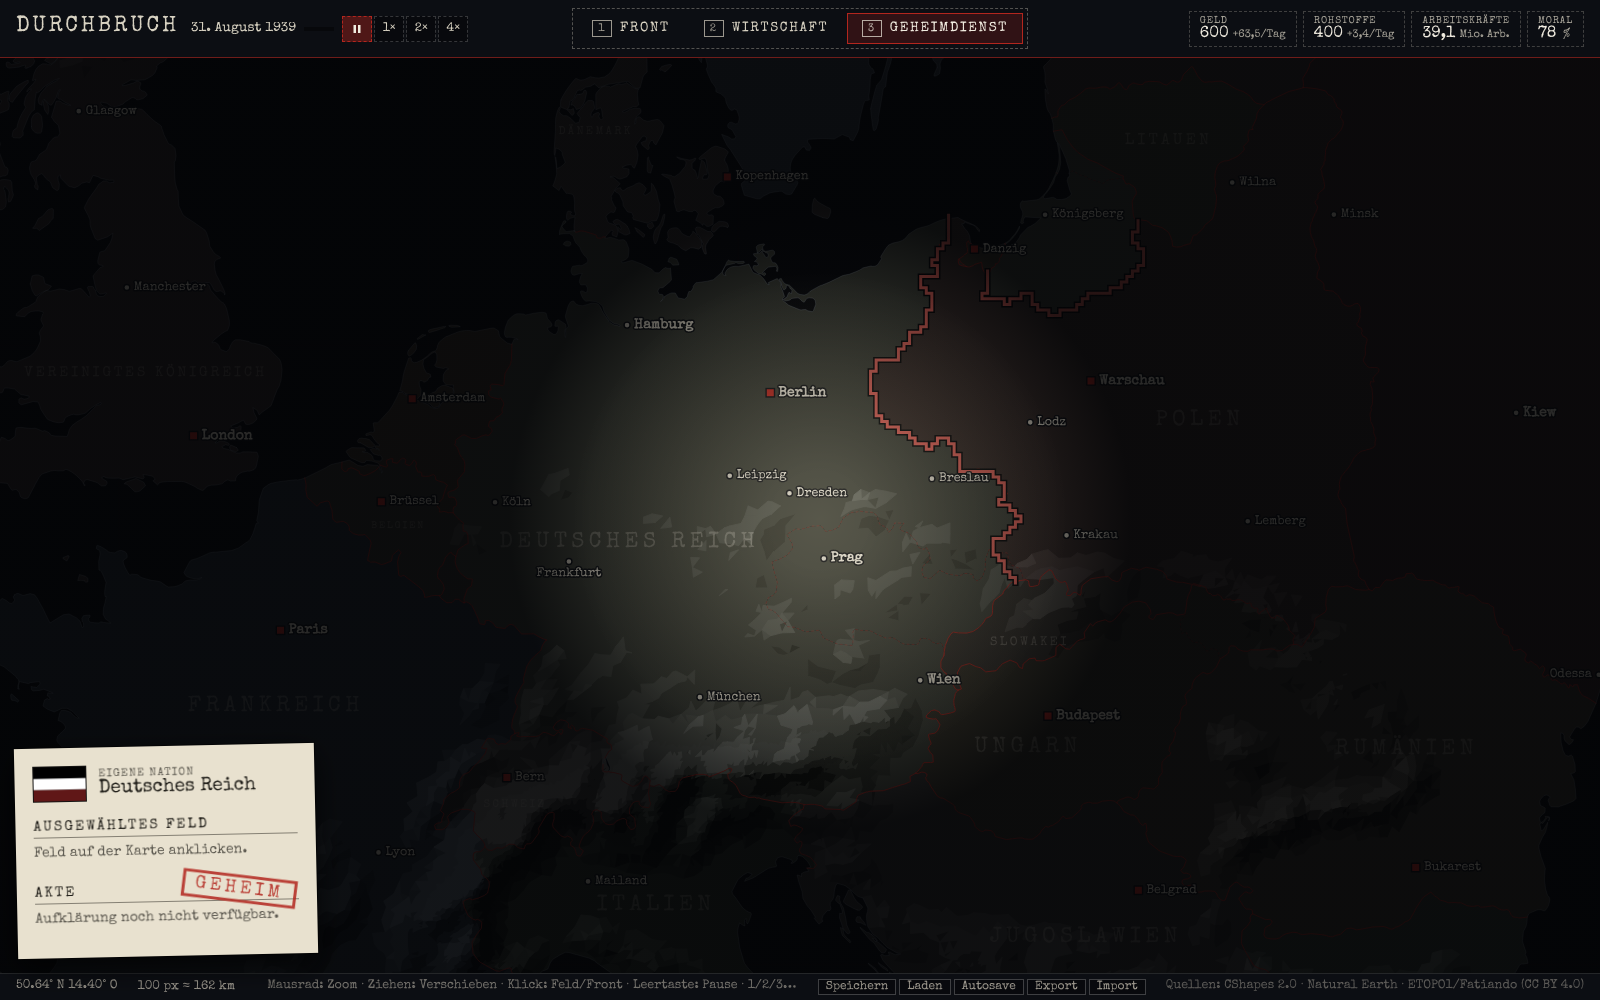 DURCHBRUCH
31. August 1939
1×
2×
4×
1 FRONT
2 WIRTSCHAFT
3 GEHEIMDIENST
GELD
600 +63,5/Tag
ROHSTOFFE
400 +3,4/Tag
ARBEITSKRÄFTE
39,1 Mio. Arb.
MORAL
78 %
Glasgow
DÄNEMARK
LITAUEN
Kopenhagen
Wilna
Königsberg
Minsk
Danzig
Manchester
Hamburg
VEREINIGTES KÖNIGREICH
Warschau
Berlin
Amsterdam
Kiew
POLEN
Lodz
London
Leipzig
Breslau
Dresden
Brüssel
Köln
Lemberg
BELGIEN
Krakau
DEUTSCHES REICH
Prag
Frankfurt
Paris
SLOWAKEI
Odessa
Wien
München
FRANKREICH
Budapest
UNGARN
RUMÄNIEN
Bern
Lyon
Bukarest
Mailand
Belgrad
ITALIEN
JUGOSLAWIEN
EIGENE NATION
Deutsches Reich
AUSGEWÄHLTES FELD
Feld auf der Karte anklicken.
AKTE
GEHEIM
Aufklärung noch nicht verfügbar.
50.64° N 14.40° O
100 px ≈ 162 km
Mausrad: Zoom · Ziehen: Verschieben · Klick: Feld/Front · Leertaste: Pause · 1/2/3…
Speichern
Laden
Autosave
Export
Import
Quellen: CShapes 2.0 · Natural Earth · ETOPO1/Fatiando (CC BY 4.0)